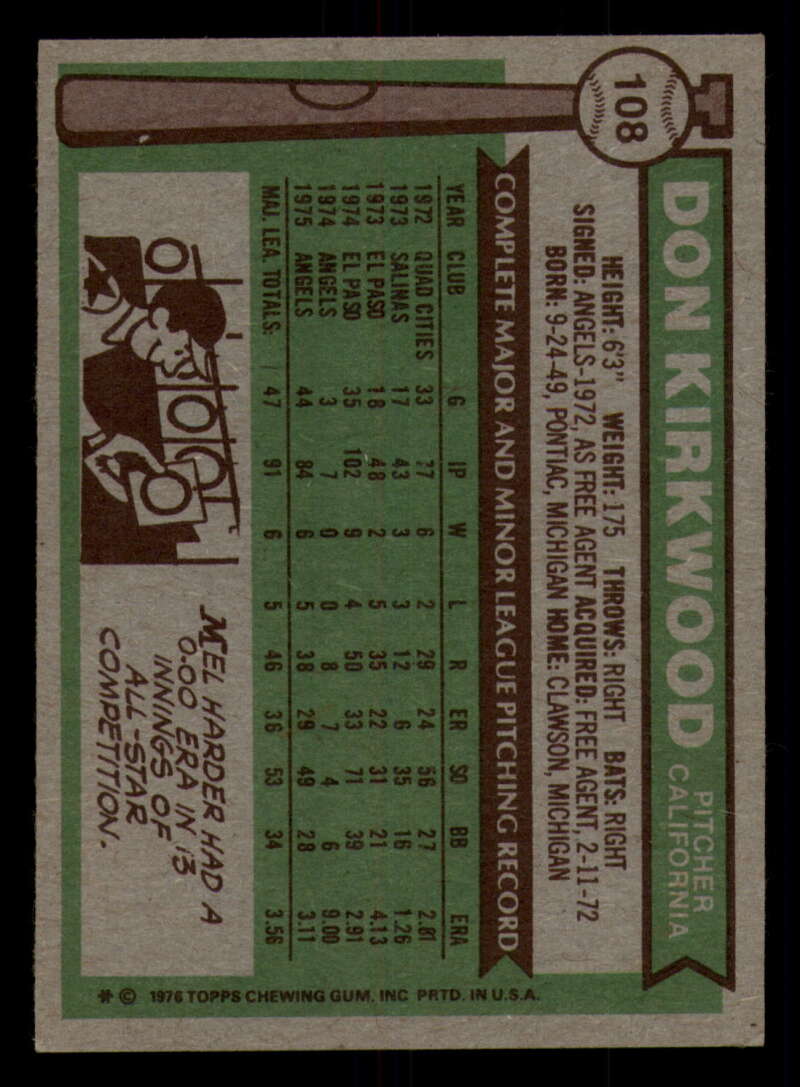 108
DON KIRKWOOD
PITCHER
CALIFORNIA
HEIGHT: 6'3" WEIGHT: 175 THROWS: RIGHT BATS: RIGHT
SIGNED: ANGELS-1972, AS FREE AGENT ACQUIRED: FREE AGENT, 2-11-72
BORN: 9-24-49, PONTIAC, MICHIGAN HOME: CLAWSON, MICHIGAN
COMPLETE MAJOR AND MINOR LEAGUE PITCHING RECORD
YEAR CLUB G IP W L R ER SO BB ERA
1972 QUAD CITIES 33 77 6 2 29 24 56 27 2.81
1973 SALINAS 17 43 3 3 12 6 35 16 1.26
1973 EL PASO 18 48 2 5 35 22 31 21 4.13
1974 EL PASO 35 102 9 4 50 33 71 39 2.91
1974 ANGELS 3 7 0 0 8 7 4 6 9.00
1975 ANGELS 44 84 6 5 38 29 49 28 3.11
MAJ. LEA. TOTALS: 47 91 6 5 46 36 53 34 3.56
MEL HARDER HAD A
0.00 ERA IN 13
INNINGS OF
ALL-STAR
COMPETITION.
* © 1976 TOPPS CHEWING GUM, INC PRTD. IN U.S.A.